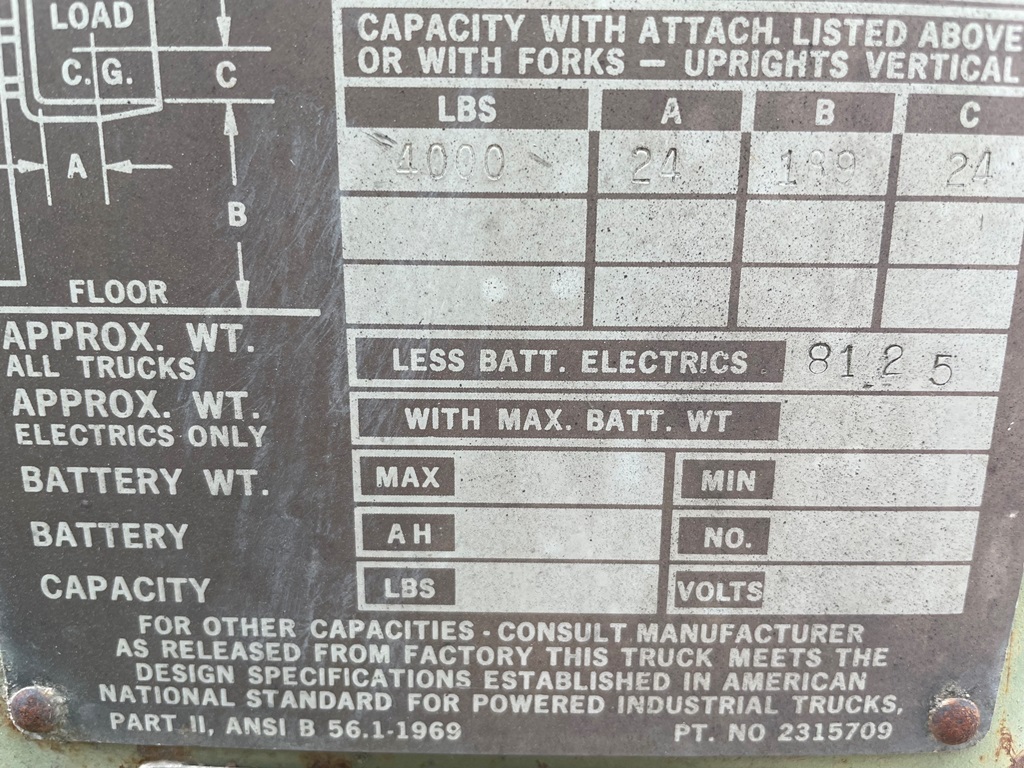 LOAD
C.G.
C
A
B
FLOOR
CAPACITY WITH ATTACH. LISTED ABOVE
OR WITH FORKS — UPRIGHTS VERTICAL
LBS A B C
4000 24 189 24
APPROX. WT.
ALL TRUCKS
LESS BATT. ELECTRICS 8125
APPROX. WT.
ELECTRICS ONLY
WITH MAX. BATT. WT
BATTERY WT. MAX MIN
BATTERY AH NO.
CAPACITY LBS VOLTS
FOR OTHER CAPACITIES - CONSULT MANUFACTURER
AS RELEASED FROM FACTORY THIS TRUCK MEETS THE
DESIGN SPECIFICATIONS ESTABLISHED IN AMERICAN
NATIONAL STANDARD FOR POWERED INDUSTRIAL TRUCKS,
PART II, ANSI B 56.1-1969 PT. NO 2315709